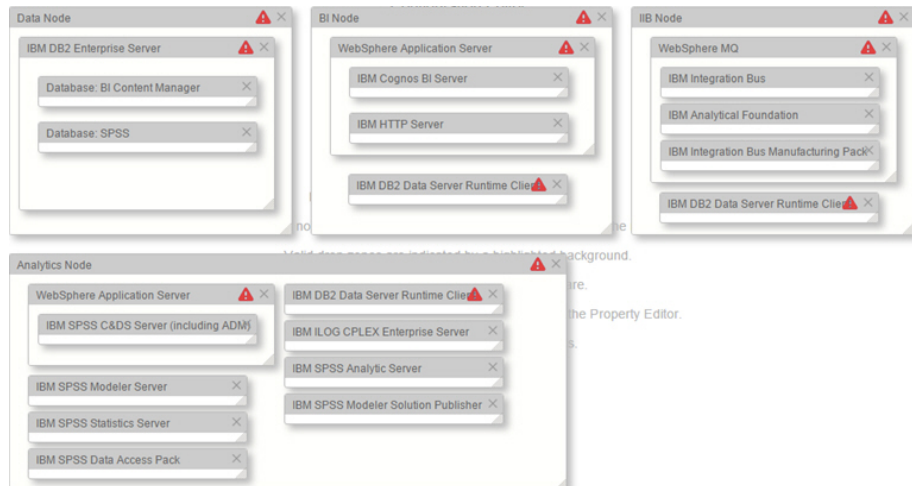 Data Node
IBM DB2 Enterprise Server
Database: BI Content Manager
Database: SPSS
BI Node
WebSphere Application Server
IBM Cognos BI Server
IBM HTTP Server
IBM DB2 Data Server Runtime Clie
IIB Node
WebSphere MQ
IBM Integration Bus
IBM Analytical Foundation
IBM Integration Bus Manufacturing Pack
IBM DB2 Data Server Runtime Clie
no
Valid drop zones are indicated by a highlighted background.
the Property Editor.
Analytics Node
WebSphere Application Server
IBM SPSS C&DS Server (including ADM)
IBM SPSS Modeler Server
IBM SPSS Statistics Server
IBM SPSS Data Access Pack
IBM DB2 Data Server Runtime Clie
IBM ILOG CPLEX Enterprise Server
IBM SPSS Analytic Server
IBM SPSS Modeler Solution Publisher